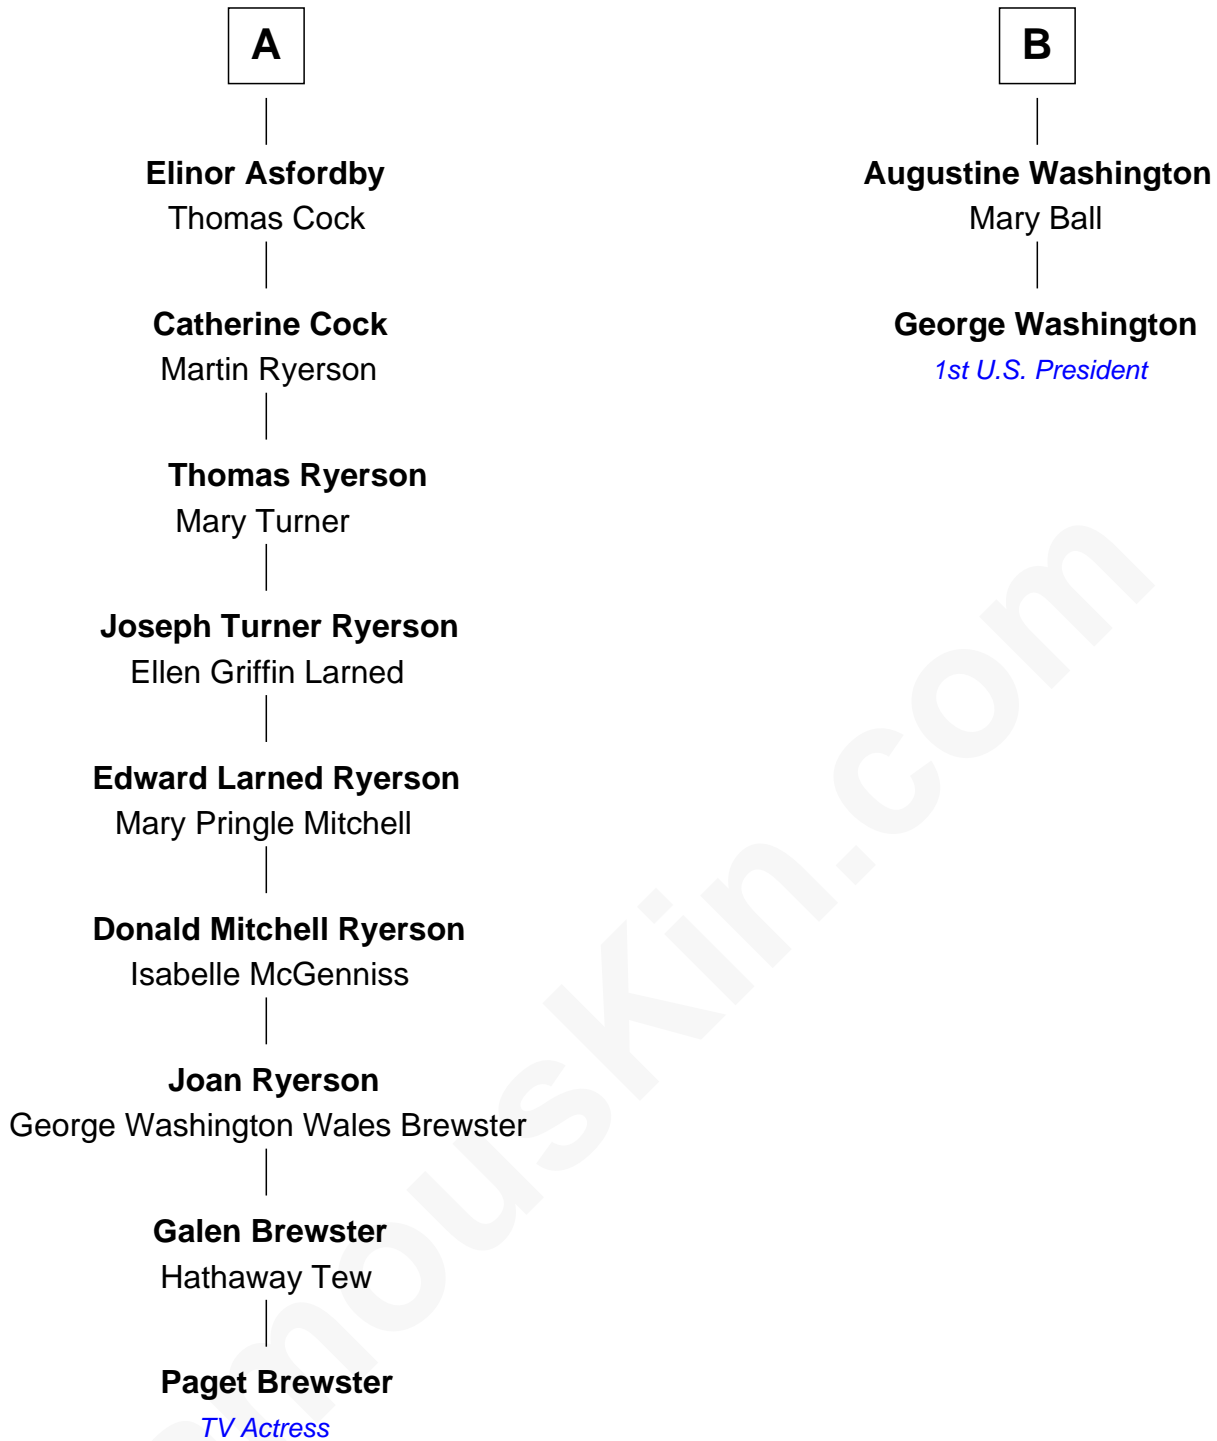 A
Elinor Asfordby
Thomas Cock
Catherine Cock
Martin Ryerson
Thomas Ryerson
Mary Turner
Joseph Turner Ryerson
Ellen Griffin Larned
Edward Larned Ryerson
Mary Pringle Mitchell
Donald Mitchell Ryerson
Isabelle McGenniss
Joan Ryerson
George Washington Wales Brewster
Galen Brewster
Hathaway Tew
Paget Brewster
TV Actress
B
Augustine Washington
Mary Ball
George Washington
1st U.S. President
mousKin.com